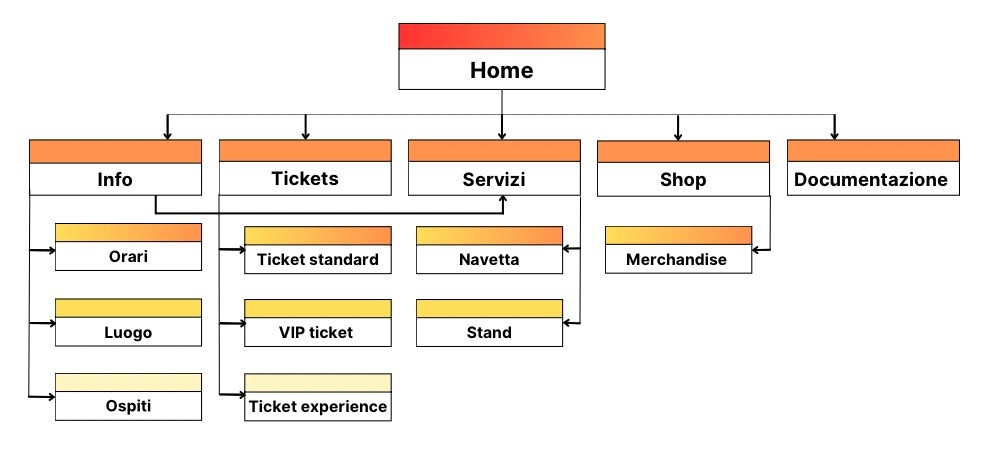 Home
Info
Tickets
Servizi
Shop
Documentazione
Orari
Ticket standard
Navetta
Merchandise
Luogo
VIP ticket
Stand
Ospiti
Ticket experience